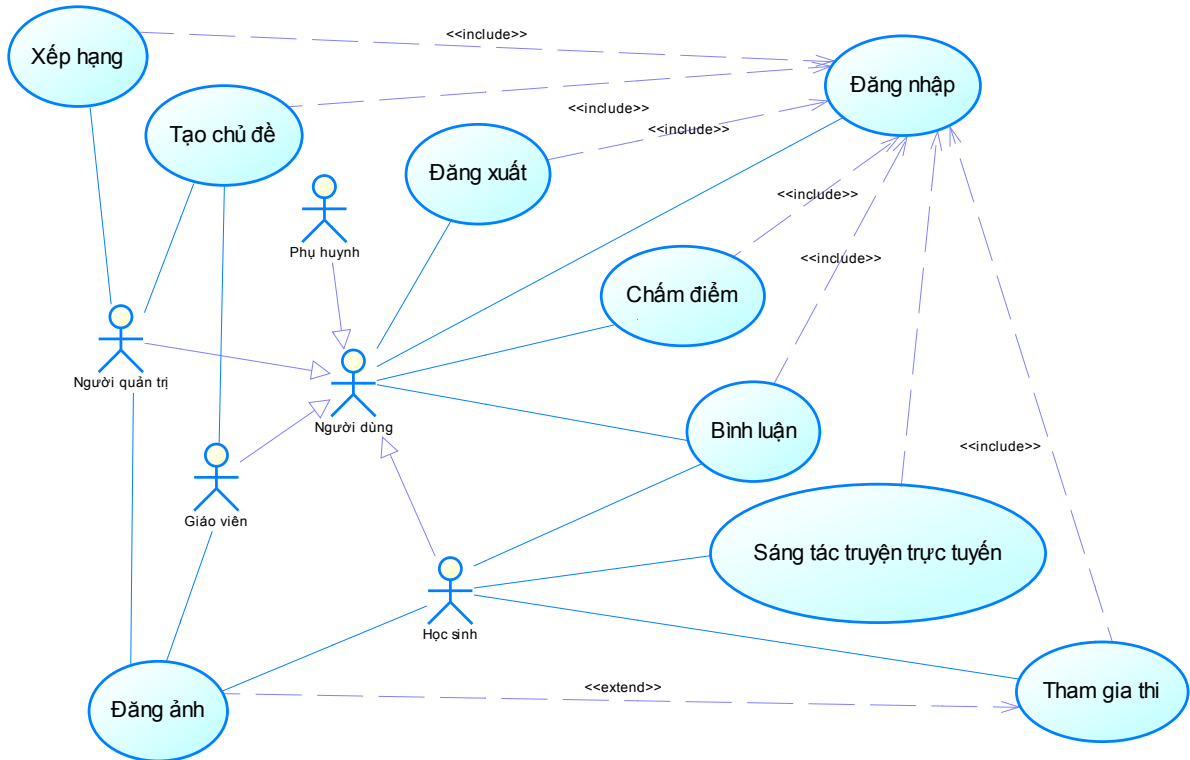 Xếp hạng
<<include>>
Đăng nhập
Tạo chủ đề
<<include>>
<<include>>
Đăng xuất
<<include>>
Phụ huynh
<<include>>
Chấm điểm
Người quản trị
Người dùng
Bình luận
<<include>>
Giáo viên
Sáng tác truyện trực tuyến
Học sinh
<<extend>>
Tham gia thi
Đăng ảnh